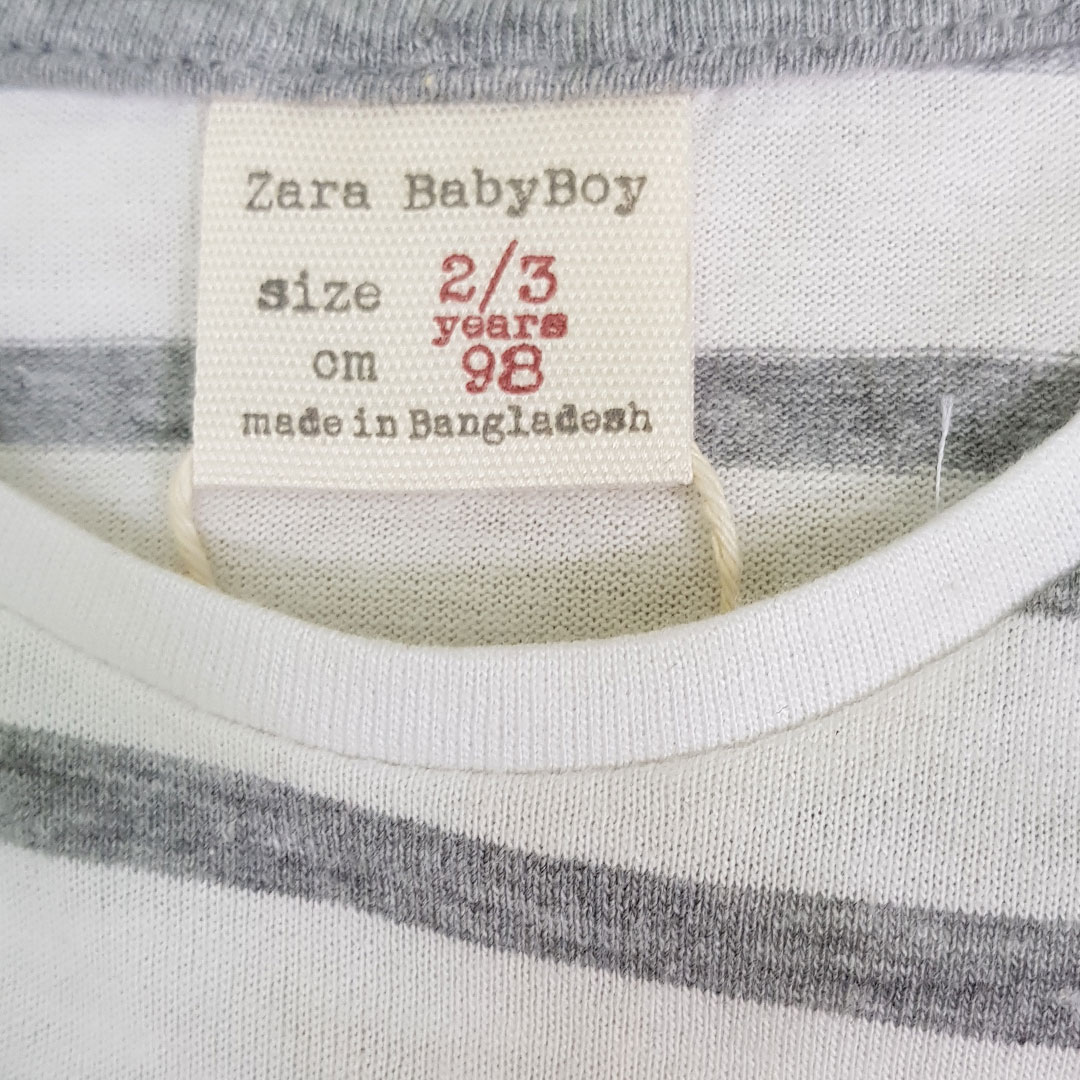 Zara BabyBoy
size 2/3
years
cm 98
made in Bangladesh